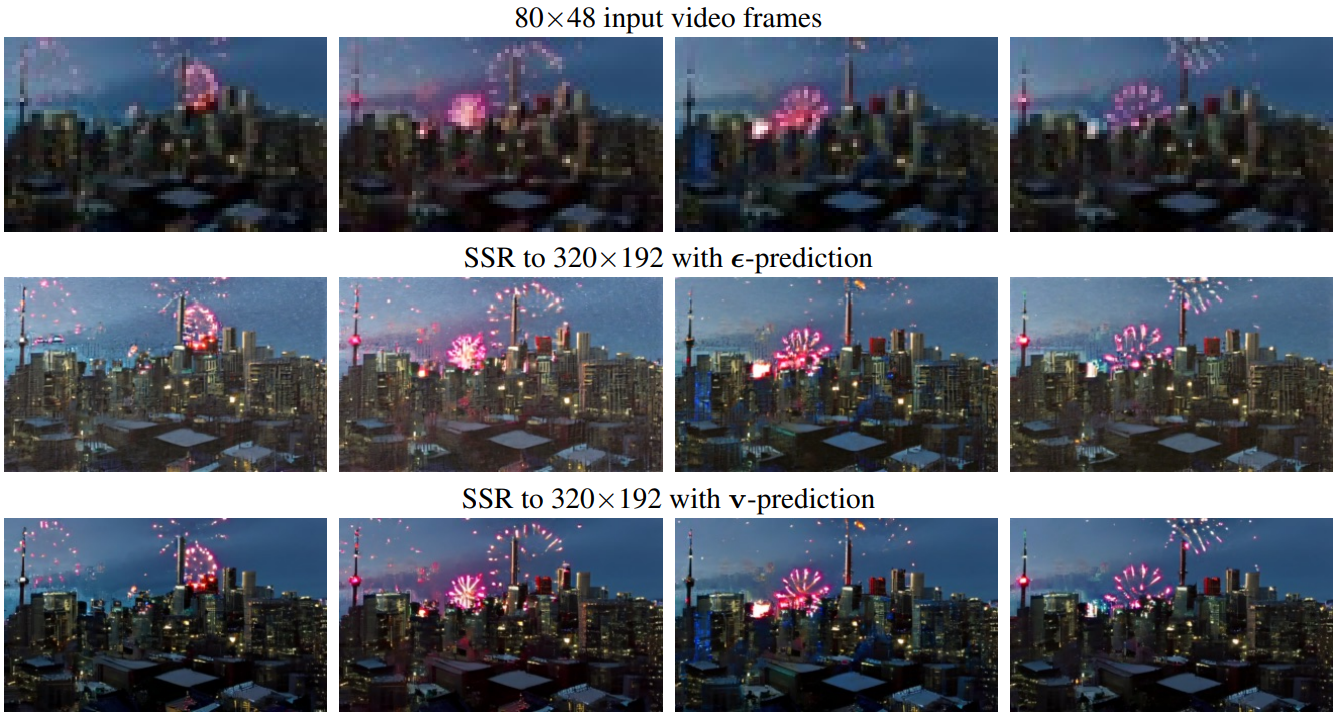 80×48 input video frames
SSR to 320×192 with ϵ-prediction
SSR to 320×192 with v-prediction